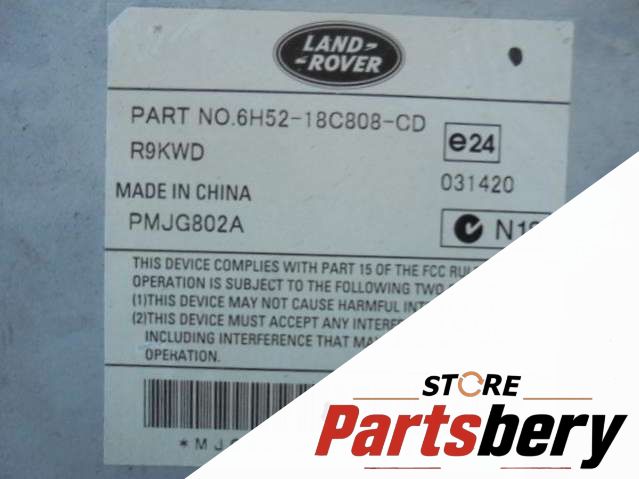 LAND-
ROVER
PART NO.6H52-18C808-CD
R9KWD
e24
MADE IN CHINA
031420
PMJG802A
THIS DEVICE COMPLIES WITH PART 15 OF THE FCC
OPERATION IS SUBJECT TO THE FOLLOWING TWO
(1)THIS DEVICE MAY NOT CAUSE HARMFUL
(2)THIS DEVICE MUST ACCEPT ANY
INCLUDING INTERFERENCE THAT
OPERATION.
STORE
Partsbery